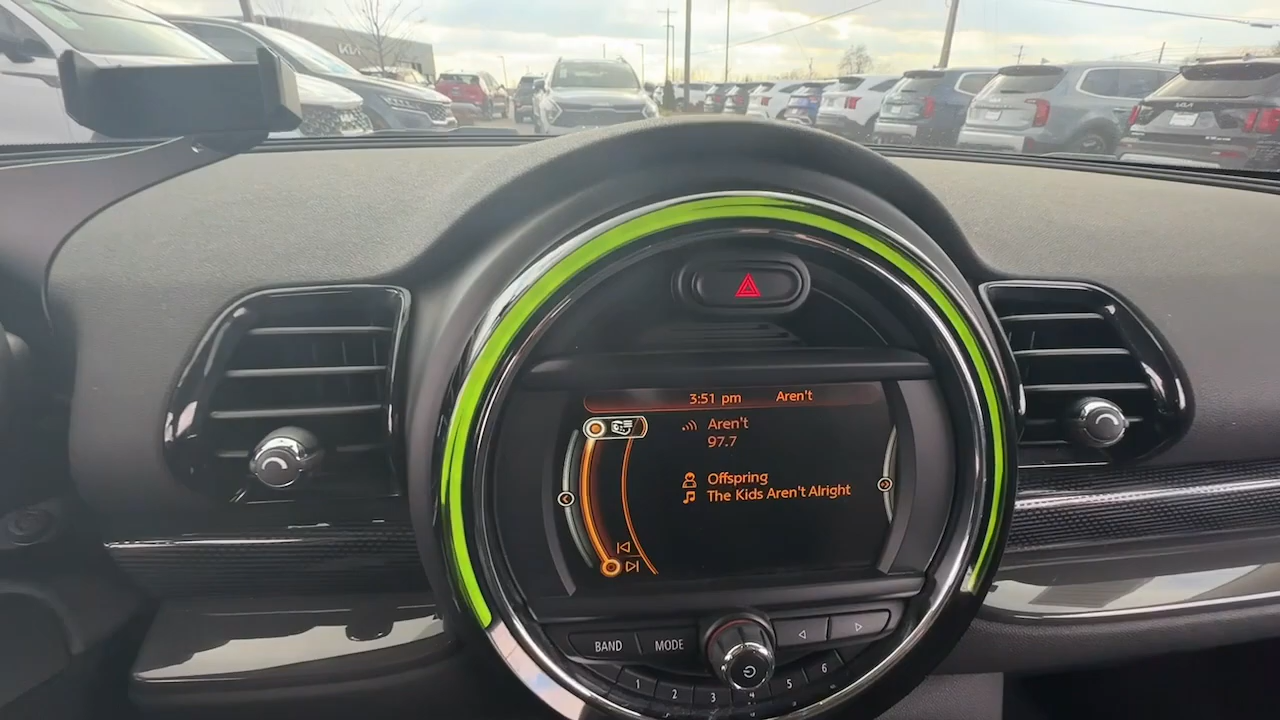 KIA
KIA
3:51 pm Aren't
Aren't
97.7
Offspring
The Kids Aren't Alright
BAND MODE
1 2 3 4 5 6